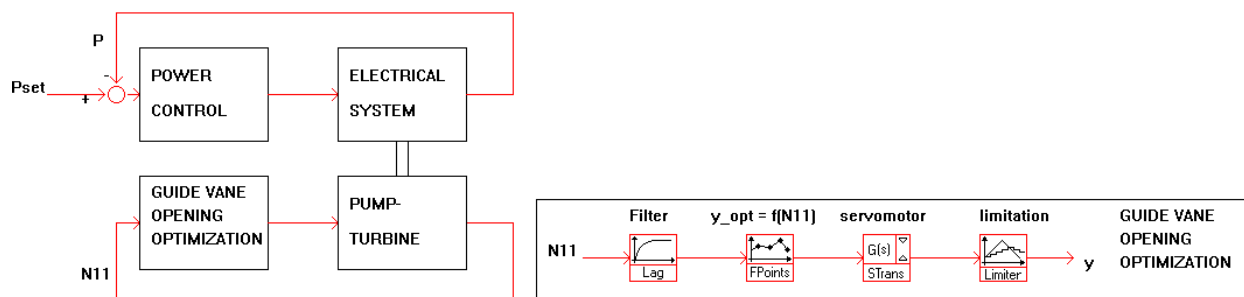 P
Pset
-
+
POWER
CONTROL
ELECTRICAL
SYSTEM
GUIDE VANE
OPENING
OPTIMIZATION
PUMP-
TURBINE
N11
Filter
y_opt = f(N11)
servomotor
limitation
GUIDE VANE
OPENING
OPTIMIZATION
N11
G(s)
Lag
FPoints
STrans
Limiter
y